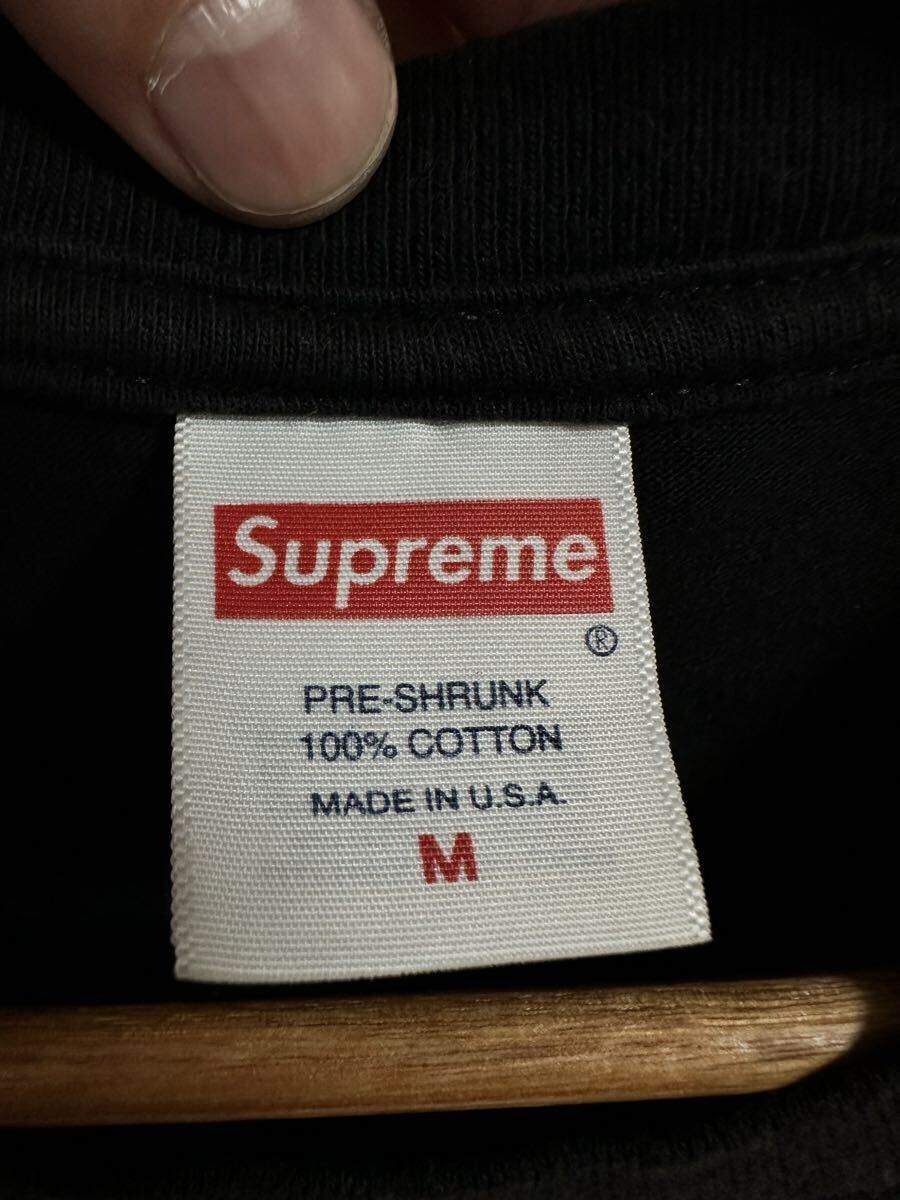 Supreme
®
PRE-SHRUNK
100% COTTON
MADE IN U.S.A.
M